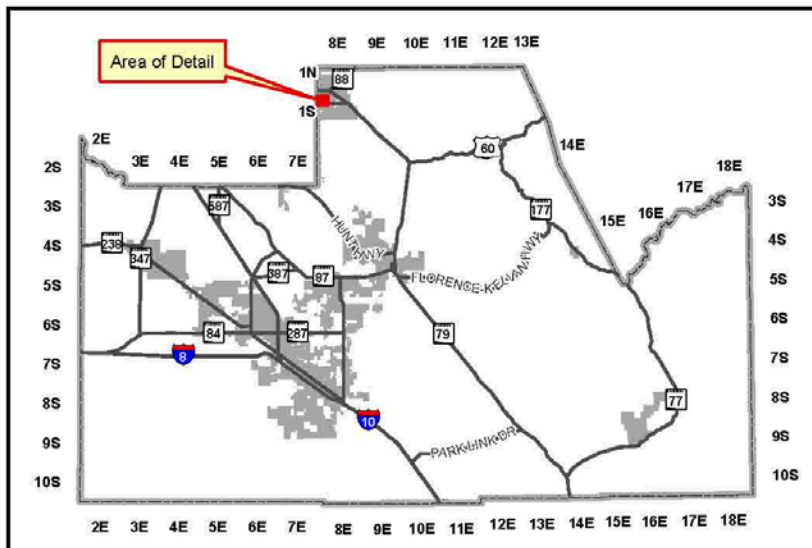 8E 9E 10E 11E 12E 13E
Area of Detail
1N
88
1S
2E
60
14E
3E 4E 5E 6E 7E
2S
18E
17E
16E
15E
587
177
3S
3S
HUNT HWY
238
347
4S
4S
387
87
FLORENCE-KELVIN HWY
5S
5S
6S
84
287
79
6S
8
7S
7S
77
8S
8S
10
9S
PARK LINK DR
9S
10S
10S
2E 3E 4E 5E 6E 7E 8E 9E 10E 11E 12E 13E 14E 15E 16E 17E 18E